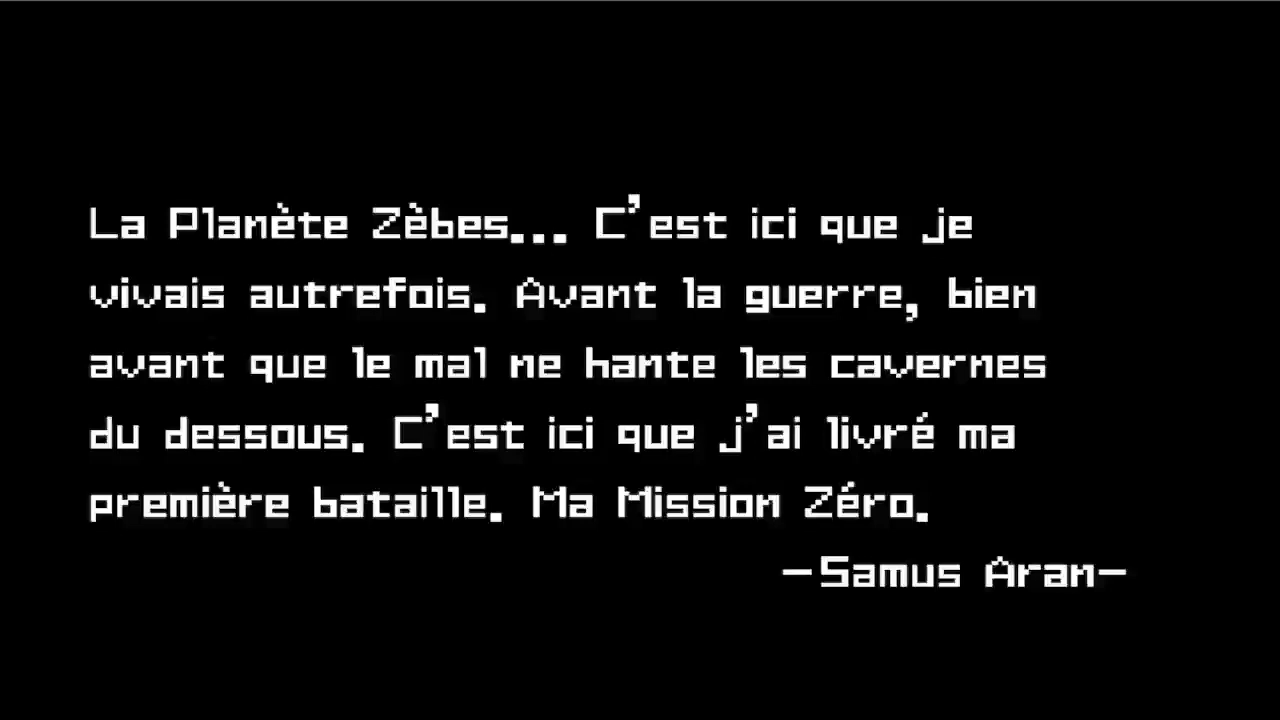 La Planète Zèbes... C'est ici que je
vivais autrefois. Avant la guerre, bien
avant que le mal ne hante les cavernes
du dessous. C'est ici que j'ai livré ma
première bataille. Ma Mission Zéro.
—Samus Aran—